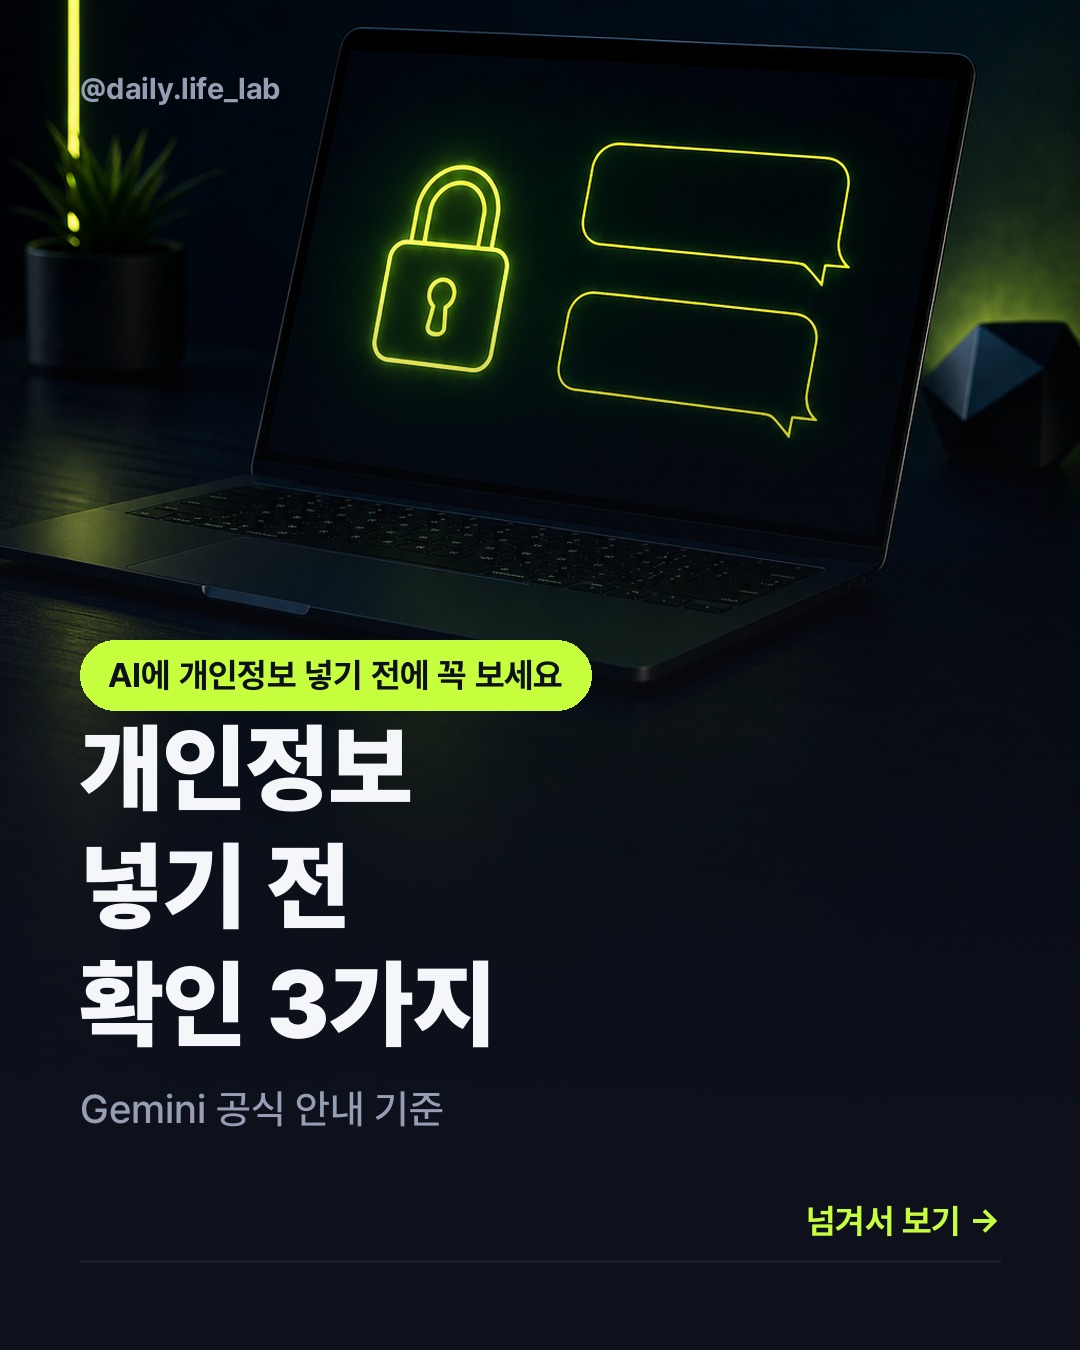 @daily.life_lab
AI에 개인정보 넣기 전에 꼭 보세요
개인정보
넣기 전
확인 3가지
Gemini 공식 안내 기준
넘겨서 보기 →